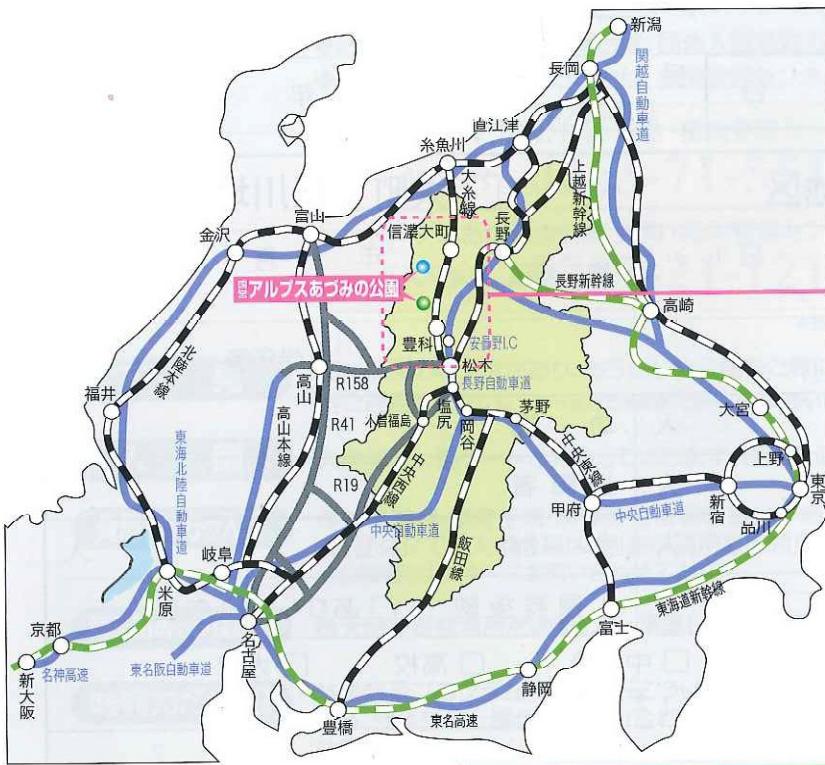 新潟
長岡
関越自動車道
直江津
糸魚川
大糸線
上越新幹線
富山
金沢
信濃大町
長野
長野新幹線
国営アルプスあづみの公園
高崎
豊科
安曇野I.C
松本
長野自動車道
北陸本線
福井
高山
R158
高山本線
R41
木曽福島
塩尻
岡谷
茅野
大宮
上野
東京
東海北陸自動車道
R19
中央西線
中央東線
中央自動車道
飯田線
甲府
中央自動車道
新宿
品川
岐阜
米原
東海道新幹線
富士
京都
名神高速
新大阪
東名阪自動車道
名古屋
静岡
豊橋
東名高速